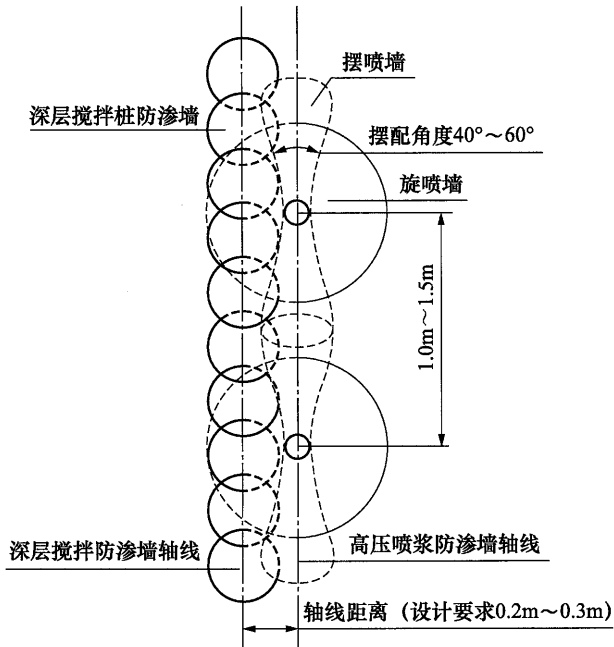 摆喷墙
深层搅拌桩防渗墙
摆配角度40°～60°
旋喷墙
1.0m～1.5m
深层搅拌防渗墙轴线
高压喷浆防渗墙轴线
轴线距离（设计要求0.2m～0.3m）